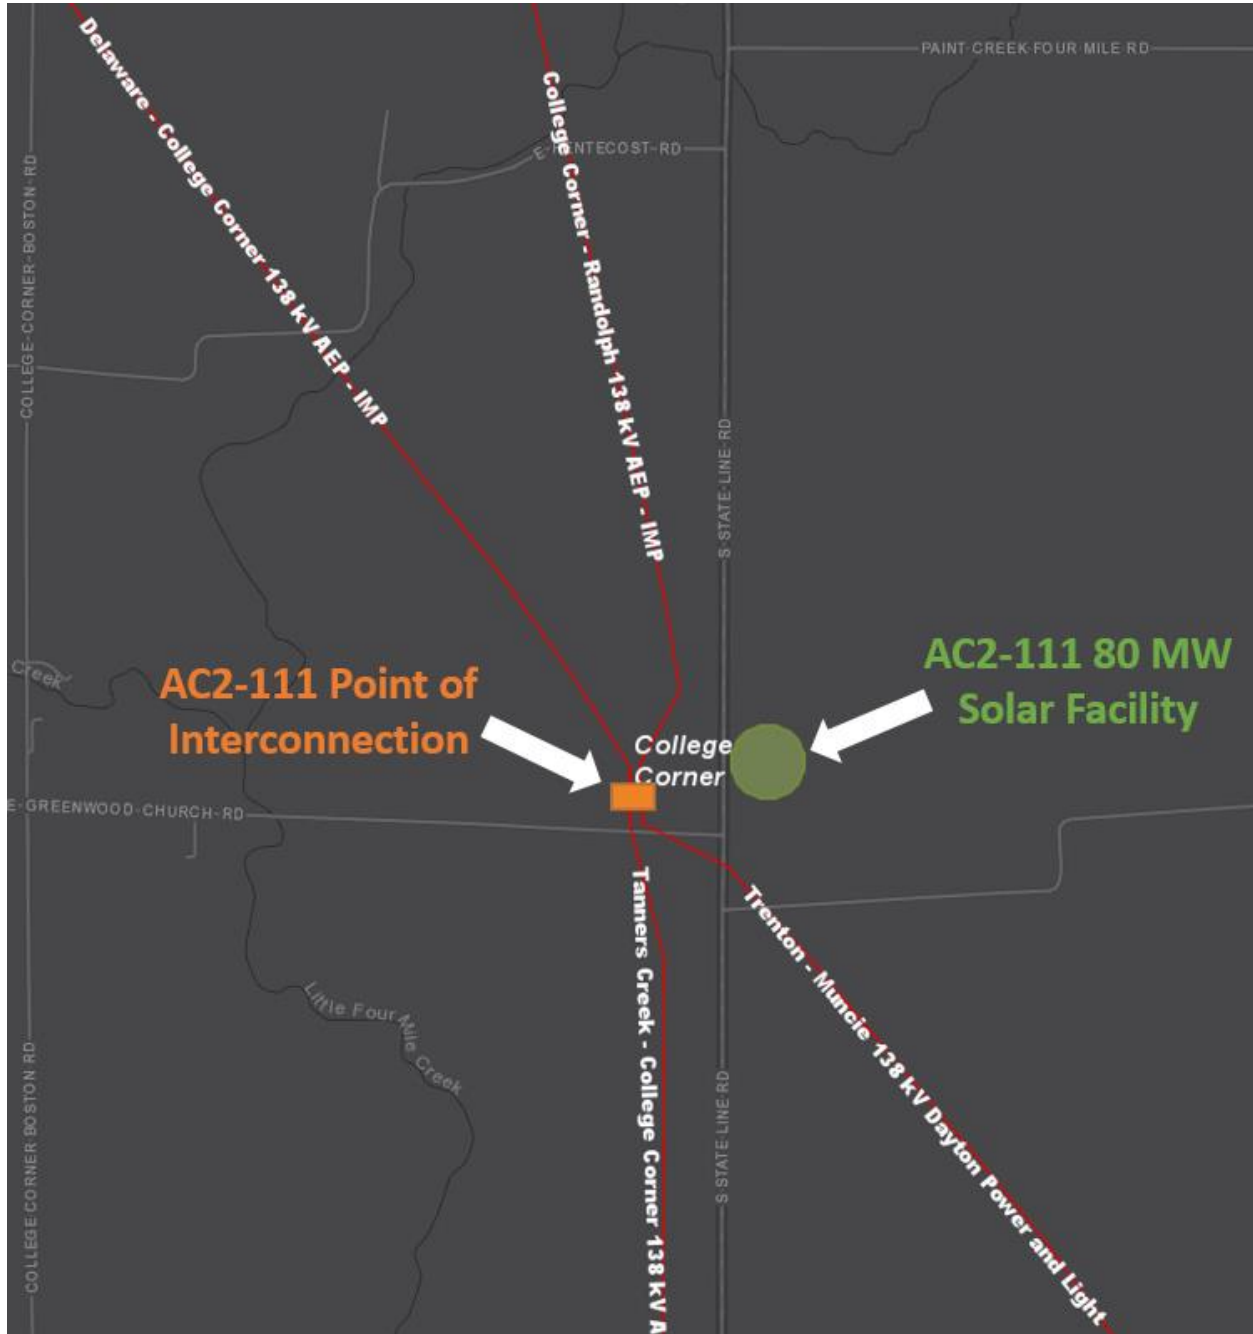 PAINT CREEK FOUR MILE RD
Delaware - College Corner 138 kV AEP - IMP
College Corner - Randolph 138 kV AEP - IMP
E-PENTECOST-RD
COLLEGE-CORNER-BOSTON-RD
S-STATE-LINE-RD
AC2-111 80 MW
Solar Facility
AC2-111 Point of
Interconnection
Creek
College
Corner
E-GREENWOOD-CHURCH-RD
Tanners Creek - College Corner 138 kV A
Trenton - Muncie 138 kV Dayton Power and Light
Little Four Mile Creek
COLLEGE CORNER BOSTON RD
S STATE LINE RD